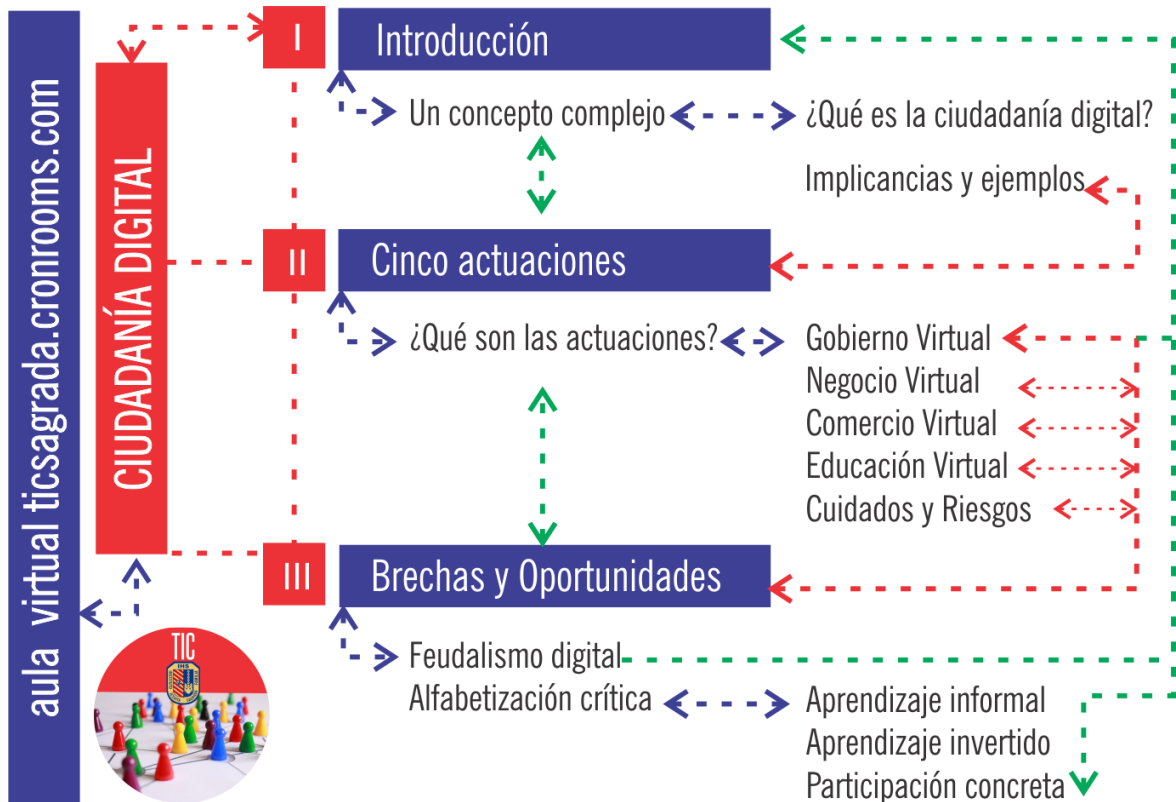 aula virtual ticsagrada.cronrooms.com
CIUDADANÍA DIGITAL
I
Introducción
Un concepto complejo
¿Qué es la ciudadanía digital?
Implicancias y ejemplos
II
Cinco actuaciones
¿Qué son las actuaciones?
Gobierno Virtual
Negocio Virtual
Comercio Virtual
Educación Virtual
Cuidados y Riesgos
III
Brechas y Oportunidades
Feudalismo digital
Alfabetización crítica
Aprendizaje informal
Aprendizaje invertido
Participación concreta
TIC
IHS